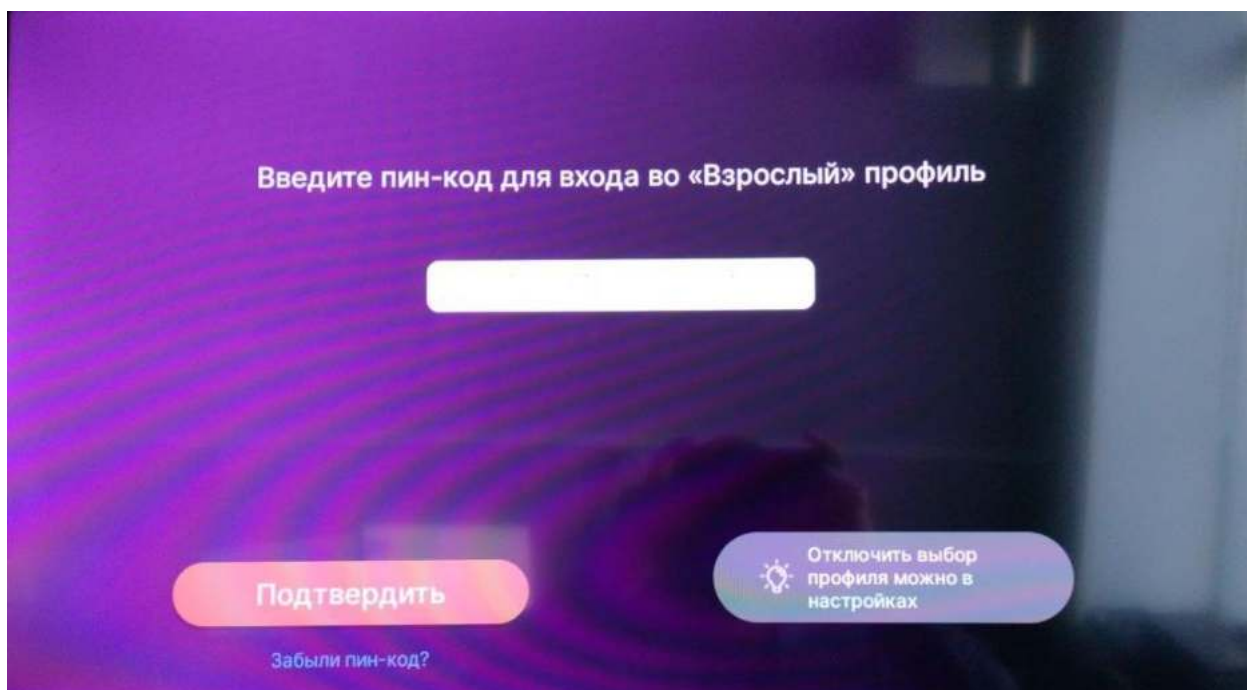 Введите пин-код для входа во «Взрослый» профиль
Подтвердить
Забыли пин-код?
Отключить выбор
профиля можно в
настройках